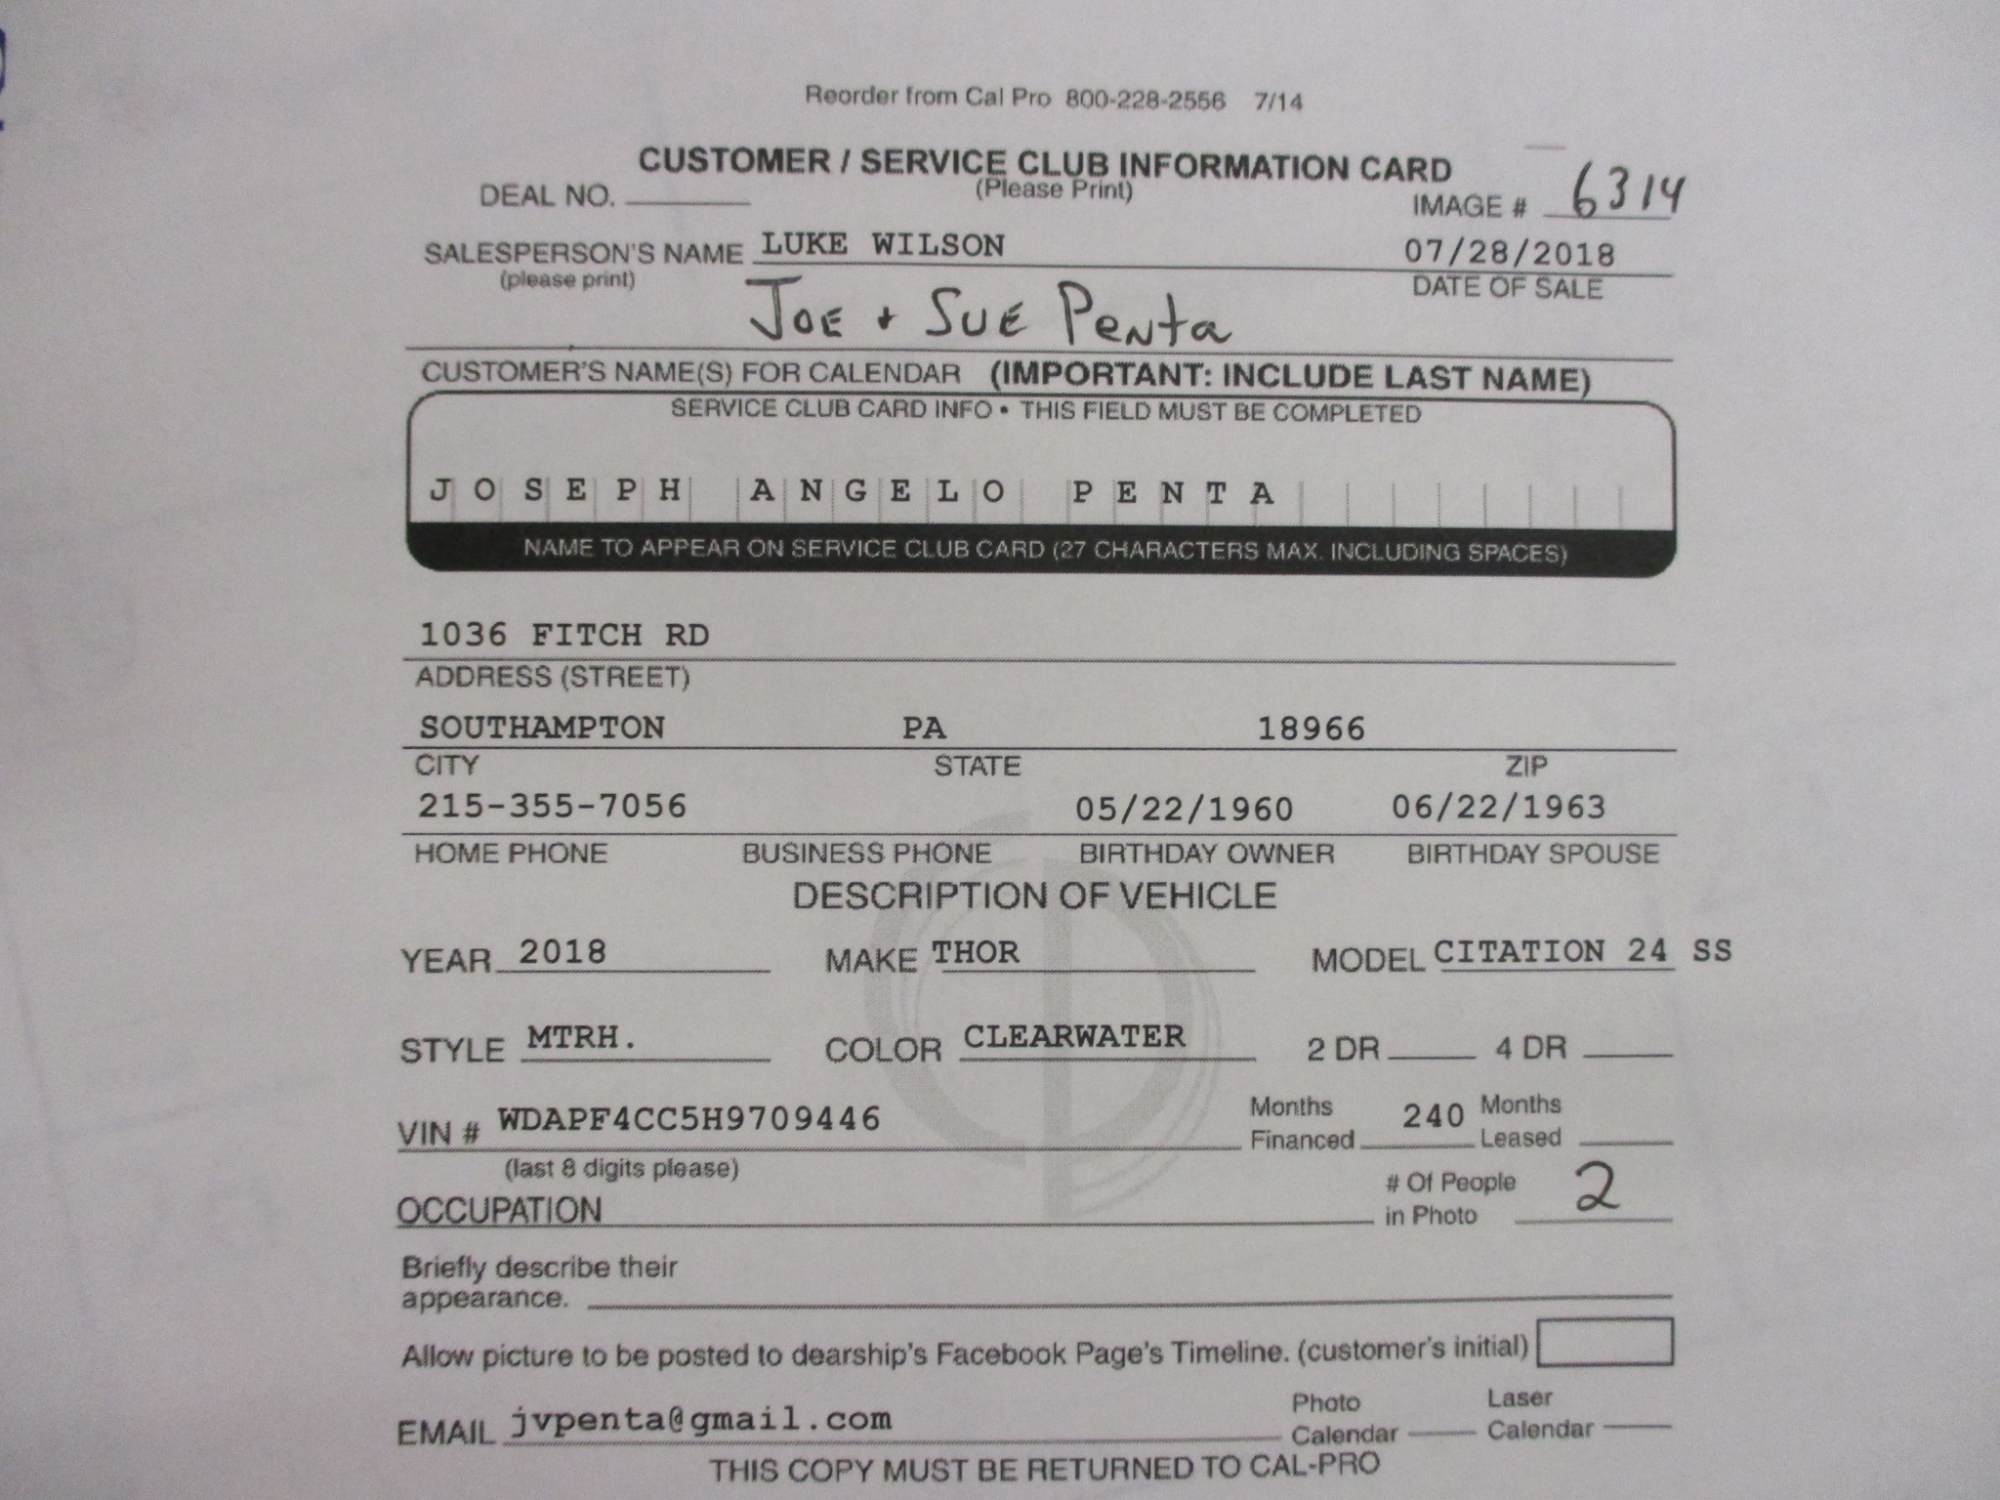 Reorder from Cal Pro 800-228-2556 7/14
CUSTOMER / SERVICE CLUB INFORMATION CARD
DEAL NO. (Please Print) IMAGE # 6314
SALESPERSON'S NAME LUKE WILSON 07/28/2018
(please print) DATE OF SALE
JOE + SUE Penta
CUSTOMER'S NAME(S) FOR CALENDAR (IMPORTANT: INCLUDE LAST NAME)
SERVICE CLUB CARD INFO • THIS FIELD MUST BE COMPLETED
JOSEPH ANGELO PENTA
NAME TO APPEAR ON SERVICE CLUB CARD (27 CHARACTERS MAX. INCLUDING SPACES)
1036 FITCH RD
ADDRESS (STREET)
SOUTHAMPTON PA 18966
CITY STATE ZIP
215-355-7056 05/22/1960 06/22/1963
HOME PHONE BUSINESS PHONE BIRTHDAY OWNER BIRTHDAY SPOUSE
DESCRIPTION OF VEHICLE
YEAR 2018 MAKE THOR MODEL CITATION 24 SS
STYLE MTRH. COLOR CLEARWATER 2 DR 4 DR
VIN # WDAPF4CC5H9709446 Months Financed 240 Months Leased
(last 8 digits please)
OCCUPATION # Of People in Photo 2
Briefly describe their
appearance.
Allow picture to be posted to dearship's Facebook Page's Timeline. (customer's initial)
EMAIL jvpenta@gmail.com Photo Calendar Laser Calendar
THIS COPY MUST BE RETURNED TO CAL-PRO